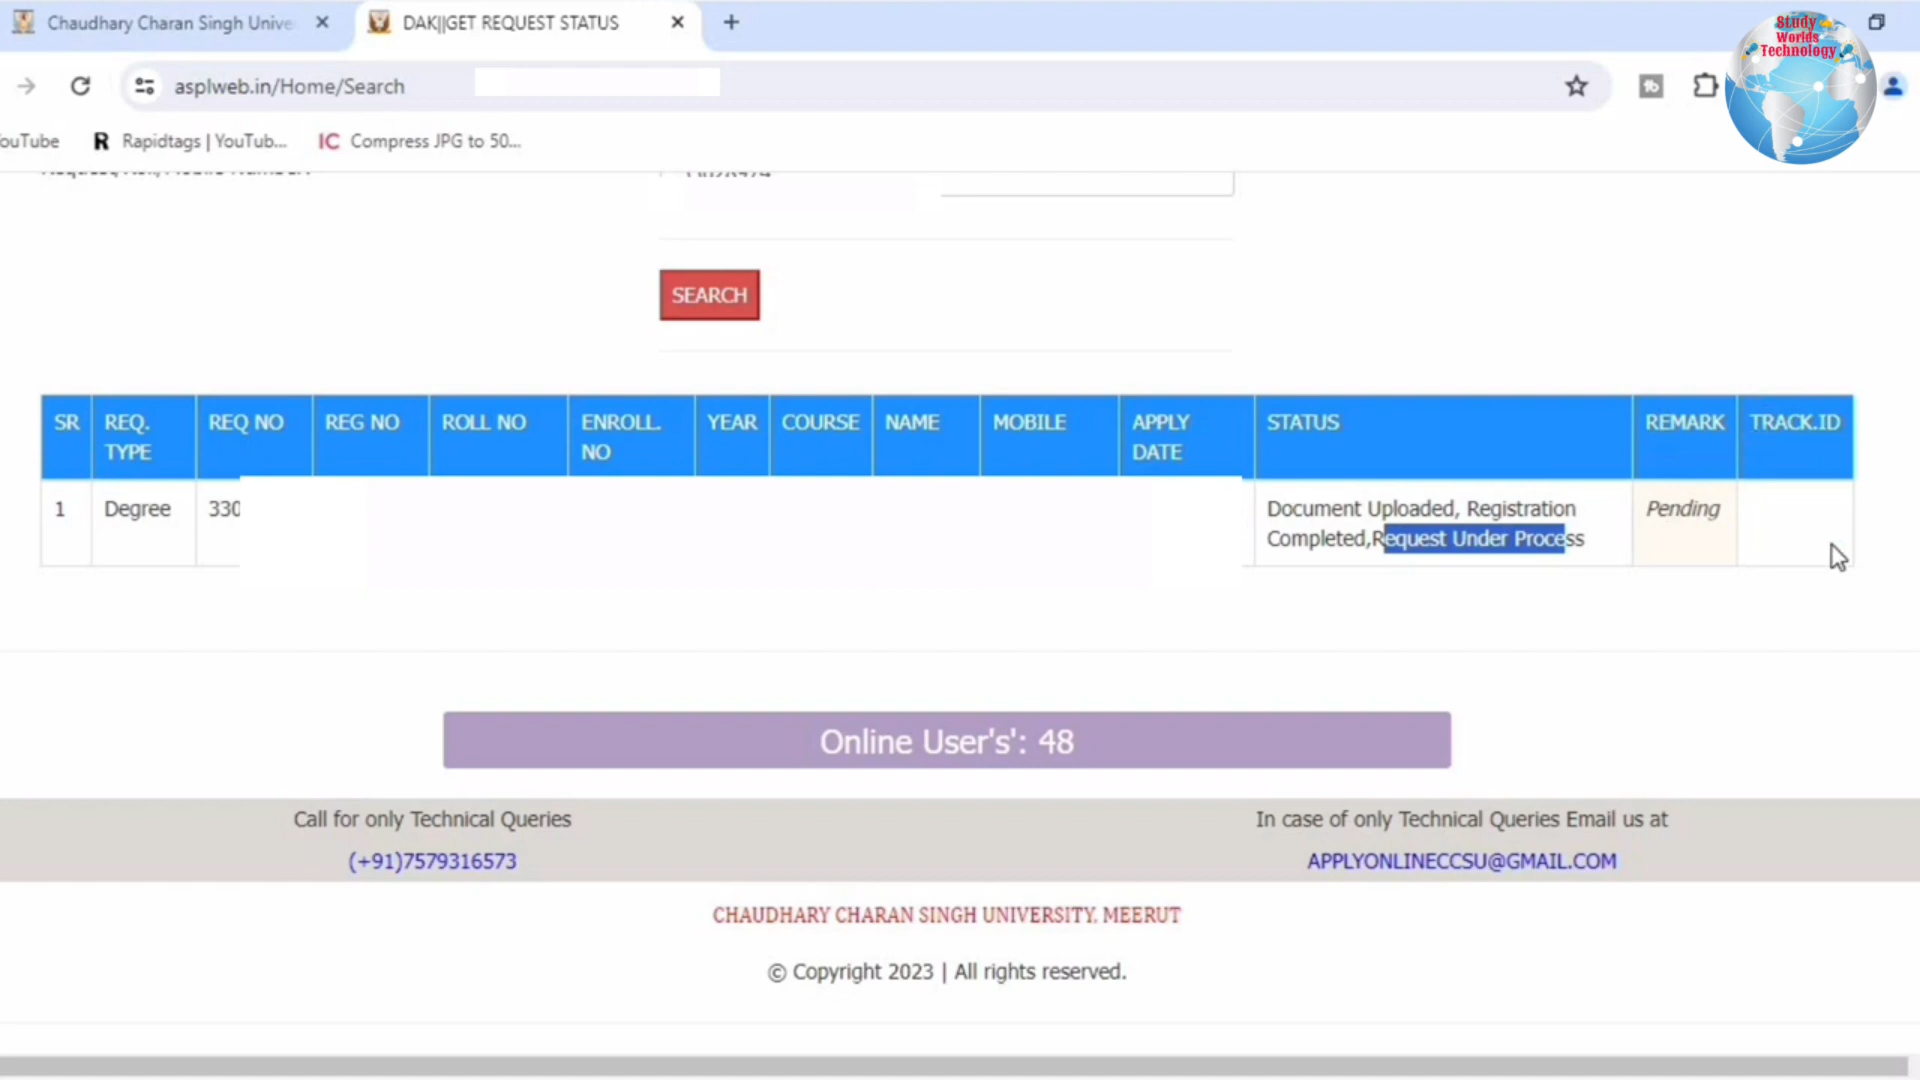 Chaudhary Charan Singh Unive
DAK||GET REQUEST STATUS
Study
Worlds
Technology
asplweb.in/Home/Search
ouTube
R Rapidtags | YouTub...
IC Compress JPG to 50...
SEARCH
SR
REQ.
TYPE
REQ NO
REG NO
ROLL NO
ENROLL.
NO
YEAR
COURSE
NAME
MOBILE
APPLY
DATE
STATUS
REMARK
TRACK.ID
1
Degree
330
Document Uploaded, Registration
Completed,Request Under Process
Pending
Online User's': 48
Call for only Technical Queries
(+91)7579316573
In case of only Technical Queries Email us at
APPLYONLINECCSU@GMAIL.COM
CHAUDHARY CHARAN SINGH UNIVERSITY, MEERUT
© Copyright 2023 | All rights reserved.